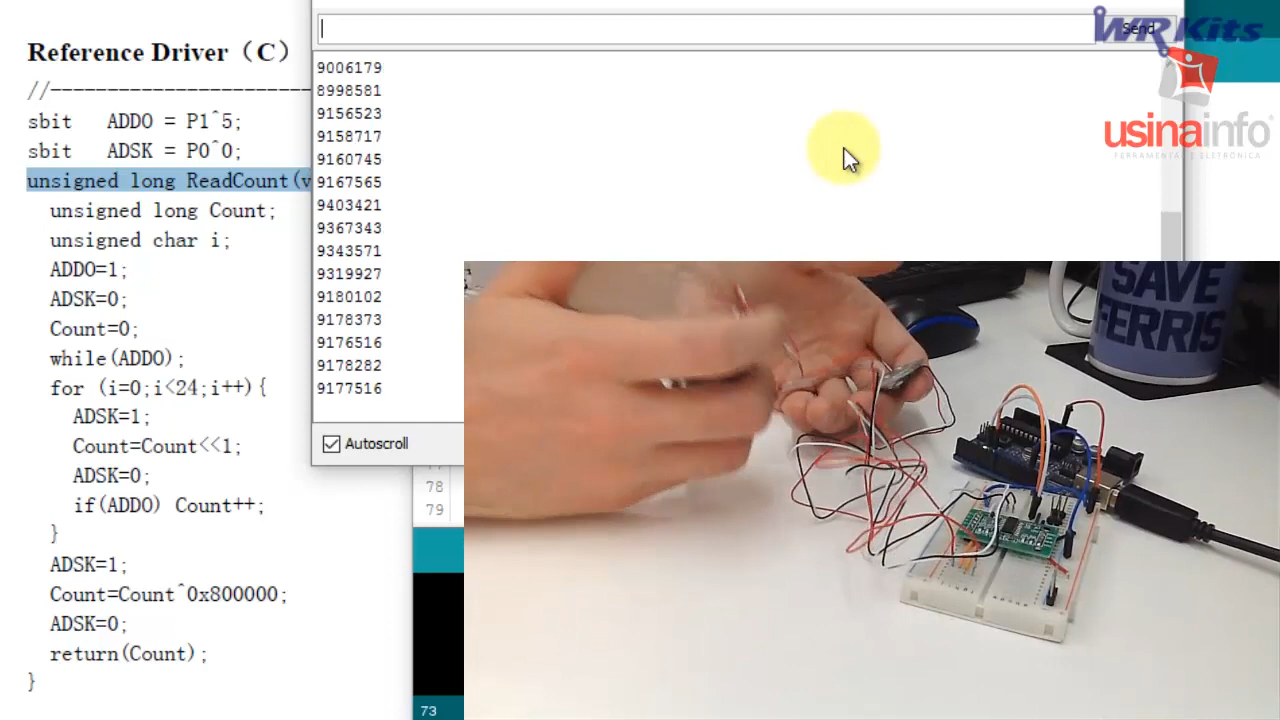 Reference Driver（C）
//-----------------------
sbit ADDO = P1^5;
sbit ADSK = P0^0;
unsigned long ReadCount(v
unsigned long Count;
unsigned char i;
ADDO=1;
ADSK=0;
Count=0;
while(ADDO);
for (i=0;i<24;i++){
ADSK=1;
Count=Count<<1;
ADSK=0;
if(ADDO) Count++;
}
ADSK=1;
Count=Count^0x800000;
ADSK=0;
return(Count);
}
Send
9006179
8998581
9156523
9158717
9160745
9167565
9403421
9367343
9343571
9319927
9180102
9178373
9176516
9178282
9177516
Autoscroll
78
79
73
WRKits
usinainfo
FERRAMENTAS E ELETRÔNICA
SAVE
FERRIS